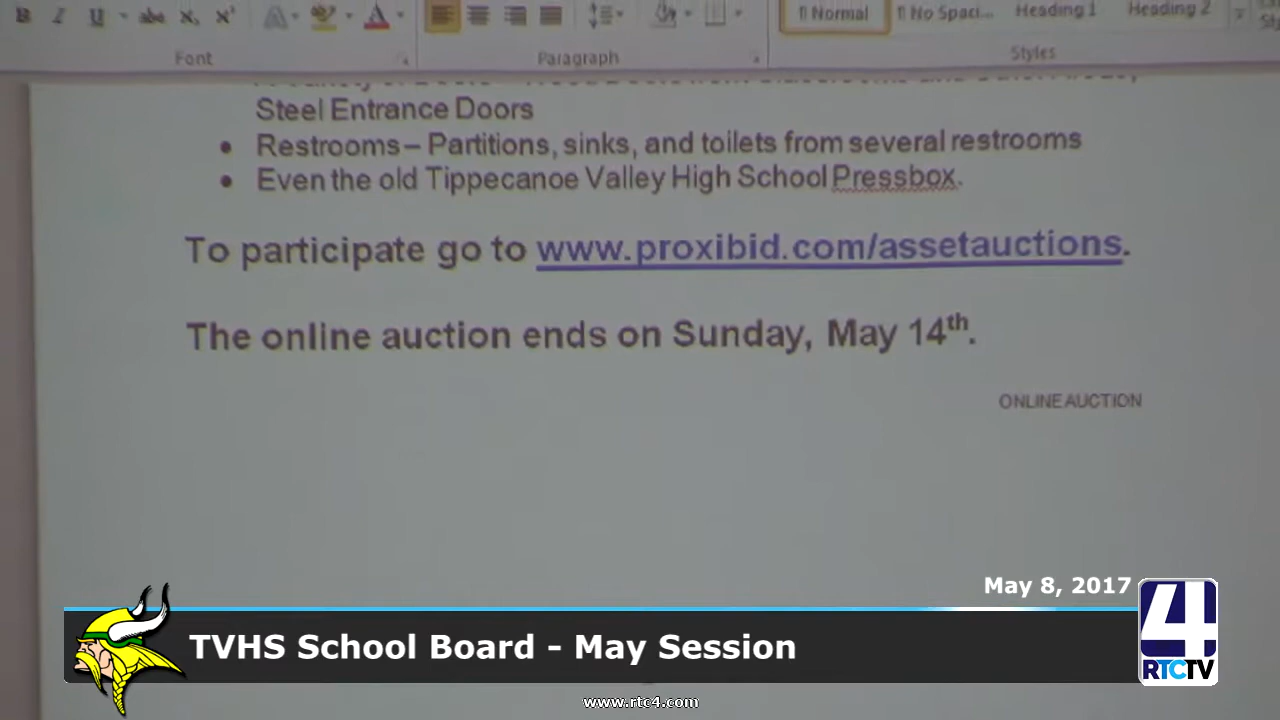 B I U abc X₂ X² A ab A
¶ Normal ¶ No Spaci... Heading 1 Heading 2
Font Paragraph Styles
Steel Entrance Doors
• Restrooms – Partitions, sinks, and toilets from several restrooms
• Even the old Tippecanoe Valley High School Pressbox.
To participate go to www.proxibid.com/assetauctions.
The online auction ends on Sunday, May 14th.
ONLINE AUCTION
May 8, 2017
TVHS School Board - May Session
4
RTCTV
www.rtc4.com